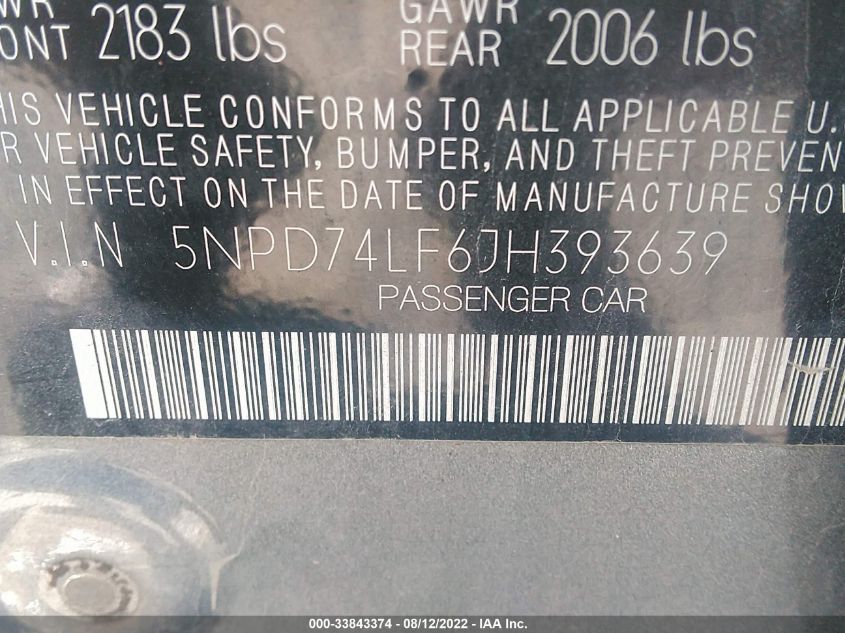 GAWR
ONT 2183 lbs REAR 2006 lbs
HIS VEHICLE CONFORMS TO ALL APPLICABLE U.
R VEHICLE SAFETY, BUMPER, AND THEFT PREVEN
IN EFFECT ON THE DATE OF MANUFACTURE SHOW
V.I.N 5NPD74LF6JH393639
PASSENGER CAR
000-33843374 - 08/12/2022 - IAA Inc.